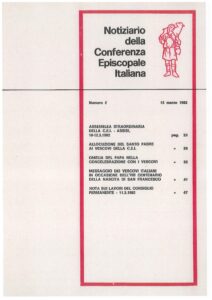 Notiziario
della
Conferenza
Episcopale
Italiana
Numero 2 15 marzo 1982
ASSEMBLEA STRAORDINARIA
DELLA C.E.I. - ASSISI,
10-12.3.1982 pag. 33
ALLOCUZIONE DEL SANTO PADRE
AI VESCOVI DELLA C.E.I. » 35
OMELIA DEL PAPA NELLA
CONCELEBRAZIONE CON I VESCOVI »
MESSAGGIO DEI VESCOVI ITALIANI
IN OCCASIONE DELL'VIII CENTENARIO
DELLA NASCITA DI SAN FRANCESCO » 41
NOTA SUI LAVORI DEL CONSIGLIO
PERMANENTE - 11.3.1982 » 47